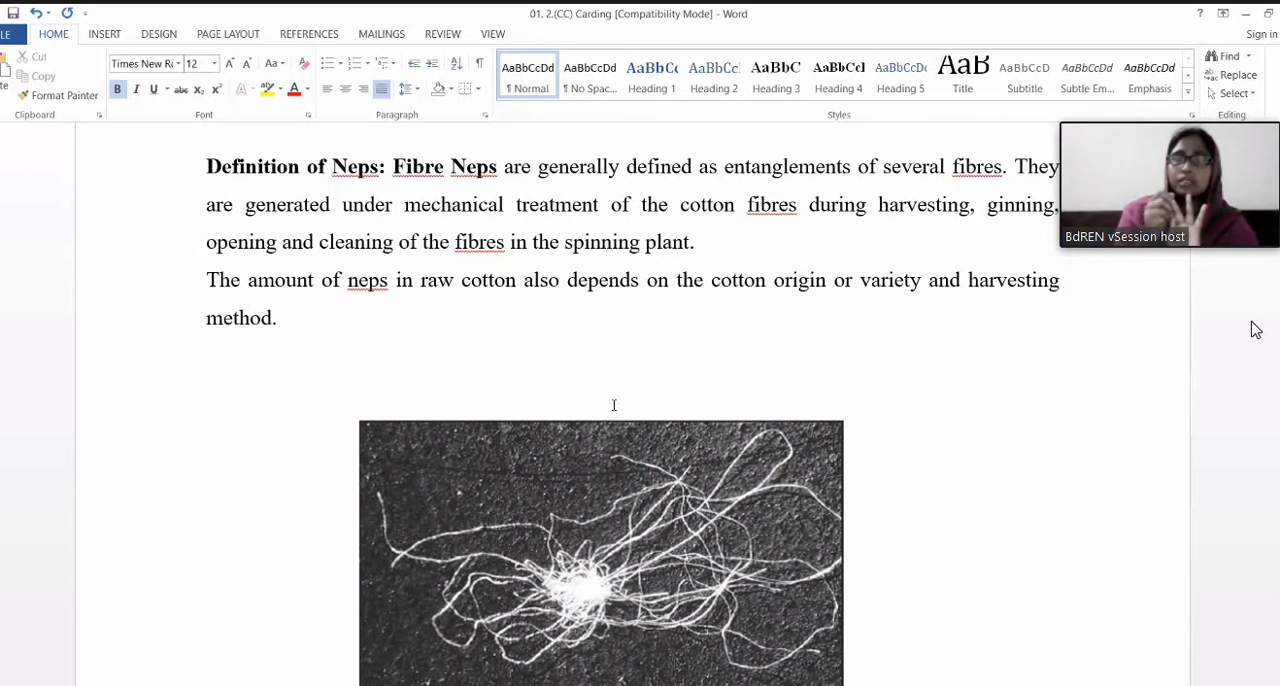 01. 2.(CC) Carding [Compatibility Mode] - Word
?
LE HOME INSERT DESIGN PAGE LAYOUT REFERENCES MAILINGS REVIEW VIEW Sign in
Cut
Copy
Format Painter
Clipboard
Times New Ro 12
Font
Paragraph
AaBbCcDd AaBbCcDd AaBbCc AaBbCc AaBbC AaBbCcI AaBbCcDc AaB AaBbCcD AaBbCcDd AaBbCcDd
¶ Normal ¶ No Spac... Heading 1 Heading 2 Heading 3 Heading 4 Heading 5 Title Subtitle Subtle Em... Emphasis
Styles
Find
Replace
Select
Editing
Definition of Neps: Fibre Neps are generally defined as entanglements of several fibres. They
are generated under mechanical treatment of the cotton fibres during harvesting, ginning,
opening and cleaning of the fibres in the spinning plant.
The amount of neps in raw cotton also depends on the cotton origin or variety and harvesting
method.
BdREN vSession host